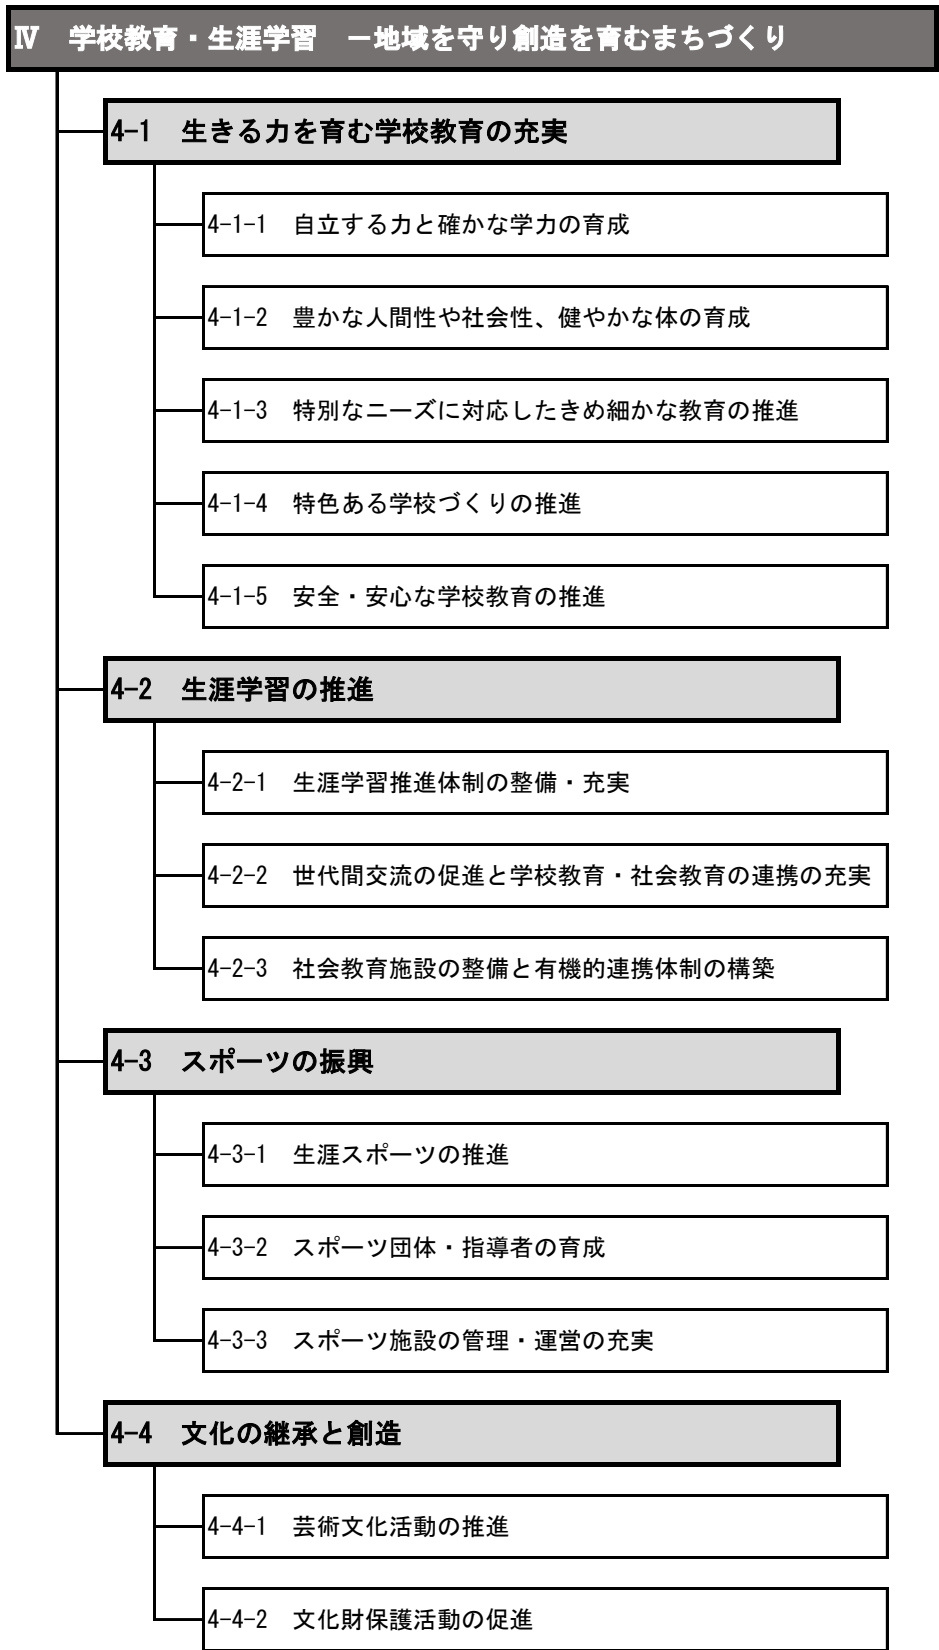 Ⅳ　学校教育・生涯学習　－地域を守り創造を育むまちづくり
4-1　生きる力を育む学校教育の充実
4-1-1　自立する力と確かな学力の育成
4-1-2　豊かな人間性や社会性、健やかな体の育成
4-1-3　特別なニーズに対応したきめ細かな教育の推進
4-1-4　特色ある学校づくりの推進
4-1-5　安全・安心な学校教育の推進
4-2　生涯学習の推進
4-2-1　生涯学習推進体制の整備・充実
4-2-2　世代間交流の促進と学校教育・社会教育の連携の充実
4-2-3　社会教育施設の整備と有機的連携体制の構築
4-3　スポーツの振興
4-3-1　生涯スポーツの推進
4-3-2　スポーツ団体・指導者の育成
4-3-3　スポーツ施設の管理・運営の充実
4-4　文化の継承と創造
4-4-1　芸術文化活動の推進
4-4-2　文化財保護活動の促進